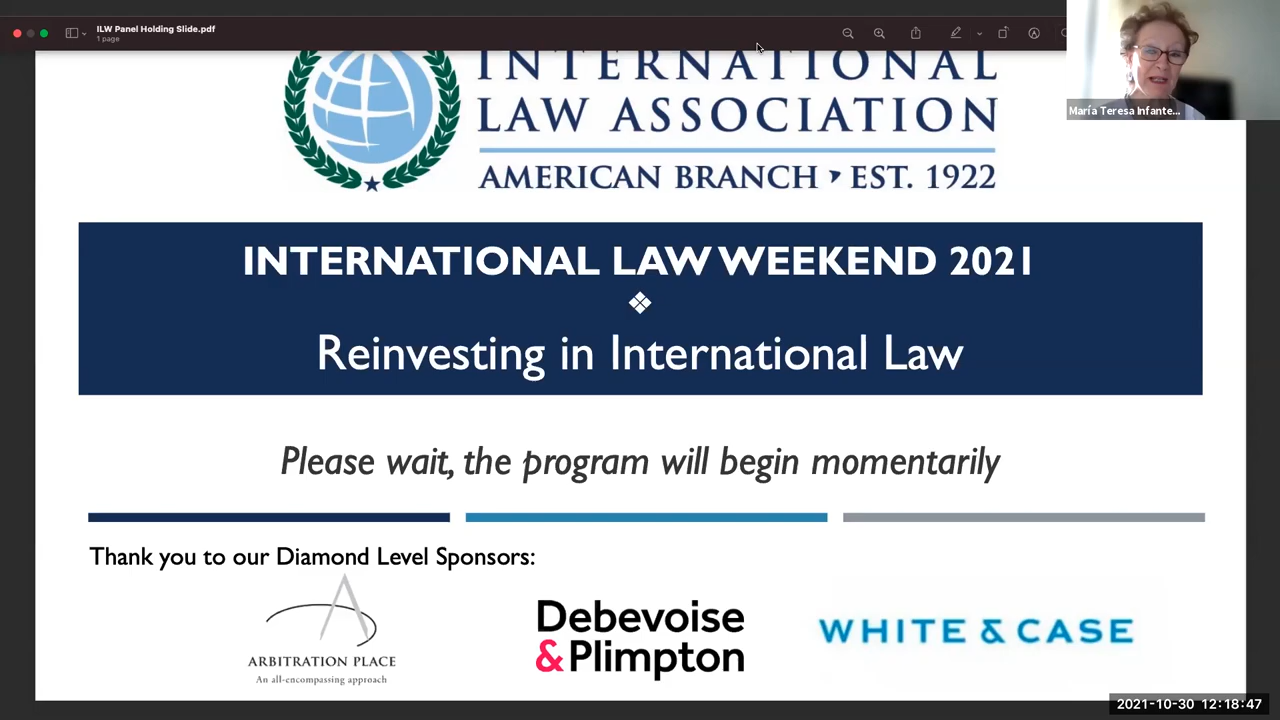 ILW Panel Holding Slide.pdf
1 page
María Teresa Infante...
INTERNATIONAL
LAW ASSOCIATION
AMERICAN BRANCH EST. 1922
INTERNATIONAL LAW WEEKEND 2021
Reinvesting in International Law
Please wait, the program will begin momentarily
Thank you to our Diamond Level Sponsors:
ARBITRATION PLACE
An all-encompassing approach
Debevoise
& Plimpton
WHITE & CASE
2021-10-30 12:18:47